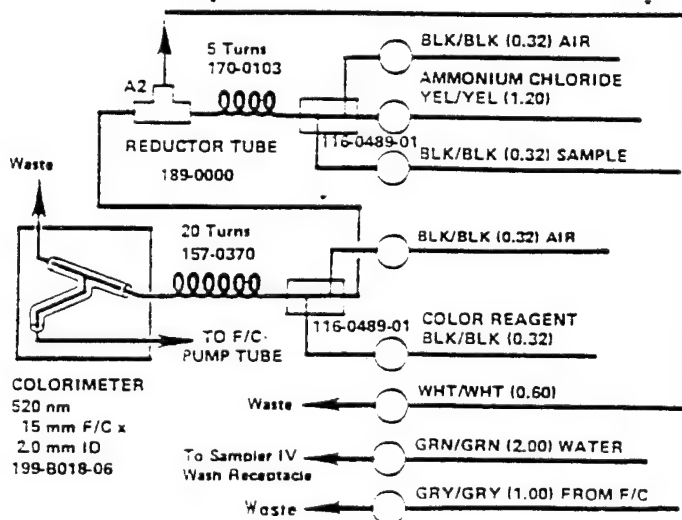 BLK/BLK (0.32) AIR
5 Turns
170-0103
A2
AMMONIUM CHLORIDE
YEL/YEL (1.20)
REDUCTOR TUBE
189-0000
116-0489-01
BLK/BLK (0.32) SAMPLE
Waste
20 Turns
157-0370
BLK/BLK (0.32) AIR
116-0489-01
COLOR REAGENT
BLK/BLK (0.32)
TO F/C
PUMP TUBE
COLORIMETER
520 nm
15 mm F/C x
2.0 mm ID
199-B018-06
Waste
WHT/WHT (0.60)
To Sampler IV
Wash Receptacle
GRN/GRN (2.00) WATER
Waste
GRY/GRY (1.00) FROM F/C